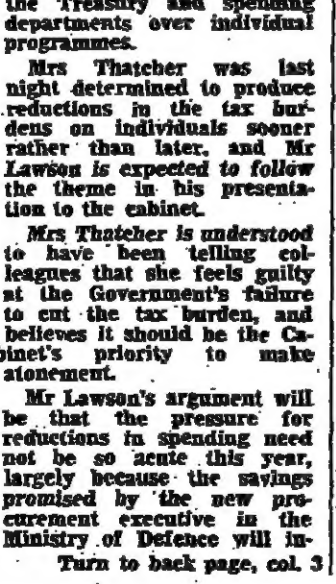 the Treasury and spending
departments over individual
programmes.
Mrs Thatcher was last
night determined to produce
reductions in the tax bur-
dens on individuals sooner
rather than later, and Mr
Lawson is expected to follow
the theme in his presenta-
tion to the cabinet.
Mrs Thatcher is understood
to have been telling col-
leagues that she feels guilty
at the Government's failure
to cut the tax burden, and
believes it should be the Ca-
binet's priority to make
atonement.
Mr Lawson's argument will
be that the pressure for
reductions in spending need
not be so acute this year,
largely because the savings
promised by the new pro-
curement executive in the
Ministry of Defence will in-
Turn to back page, col. 3